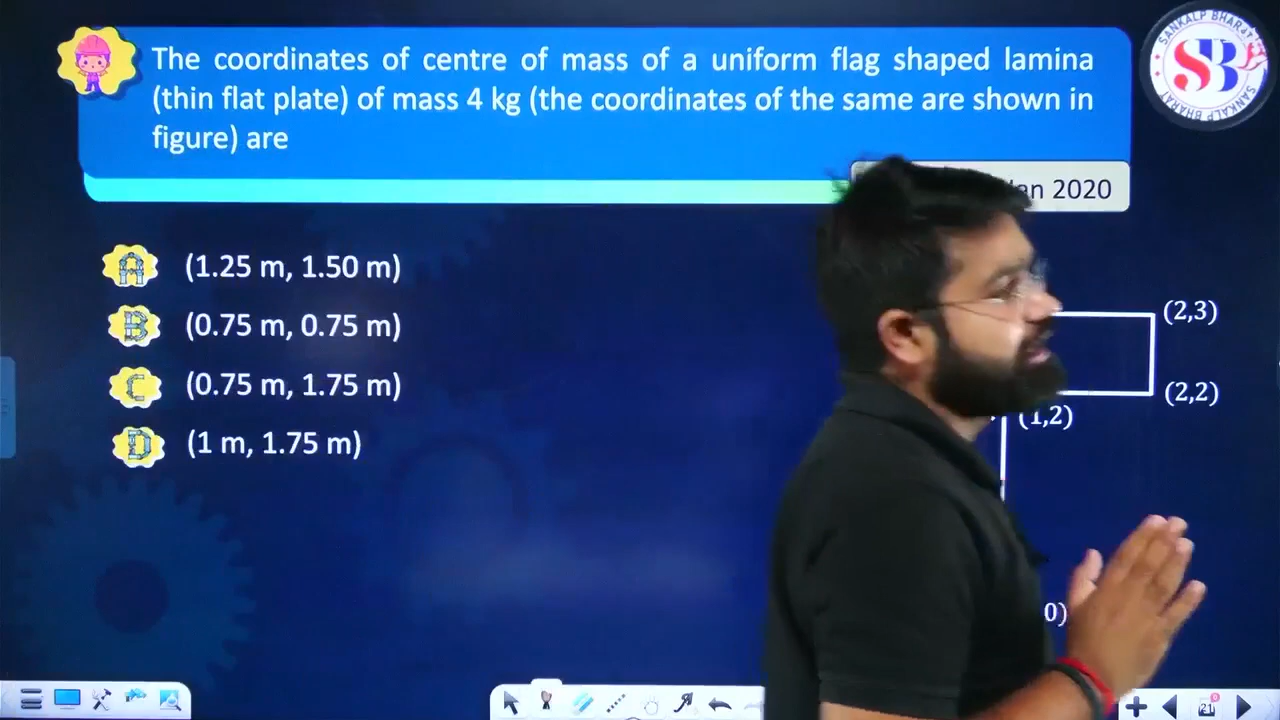 The coordinates of centre of mass of a uniform flag shaped lamina
(thin flat plate) of mass 4 kg (the coordinates of the same are shown in
figure) are
2020
SANKALP BHARAT
SB
SANKALP BHARAT
A (1.25 m, 1.50 m)
B (0.75 m, 0.75 m)
C (0.75 m, 1.75 m)
D (1 m, 1.75 m)
(2,3)
(2,2)
(1,2)
0)
21